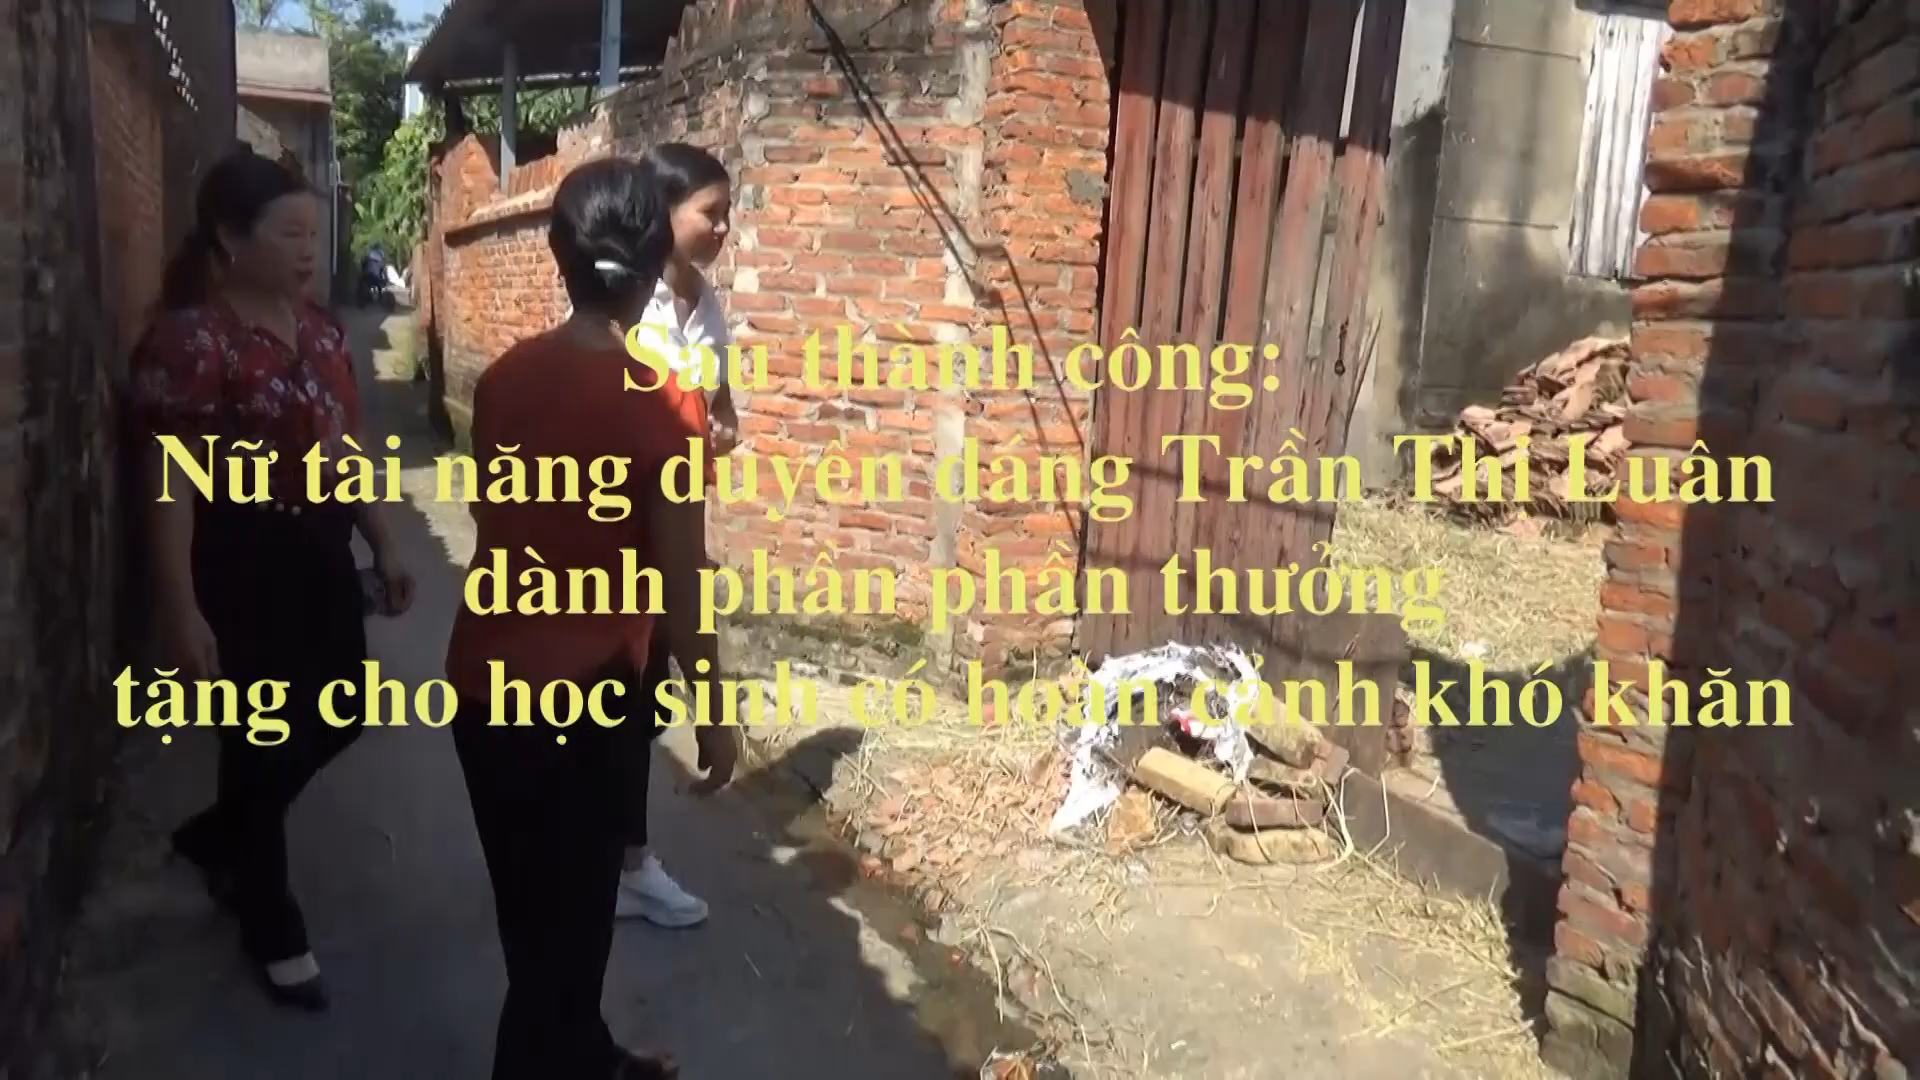 Sau thành công:
Nữ tài năng duyên dáng Trần Thị Luân
dành phần phần thưởng
tặng cho học sinh có hoàn cảnh khó khăn